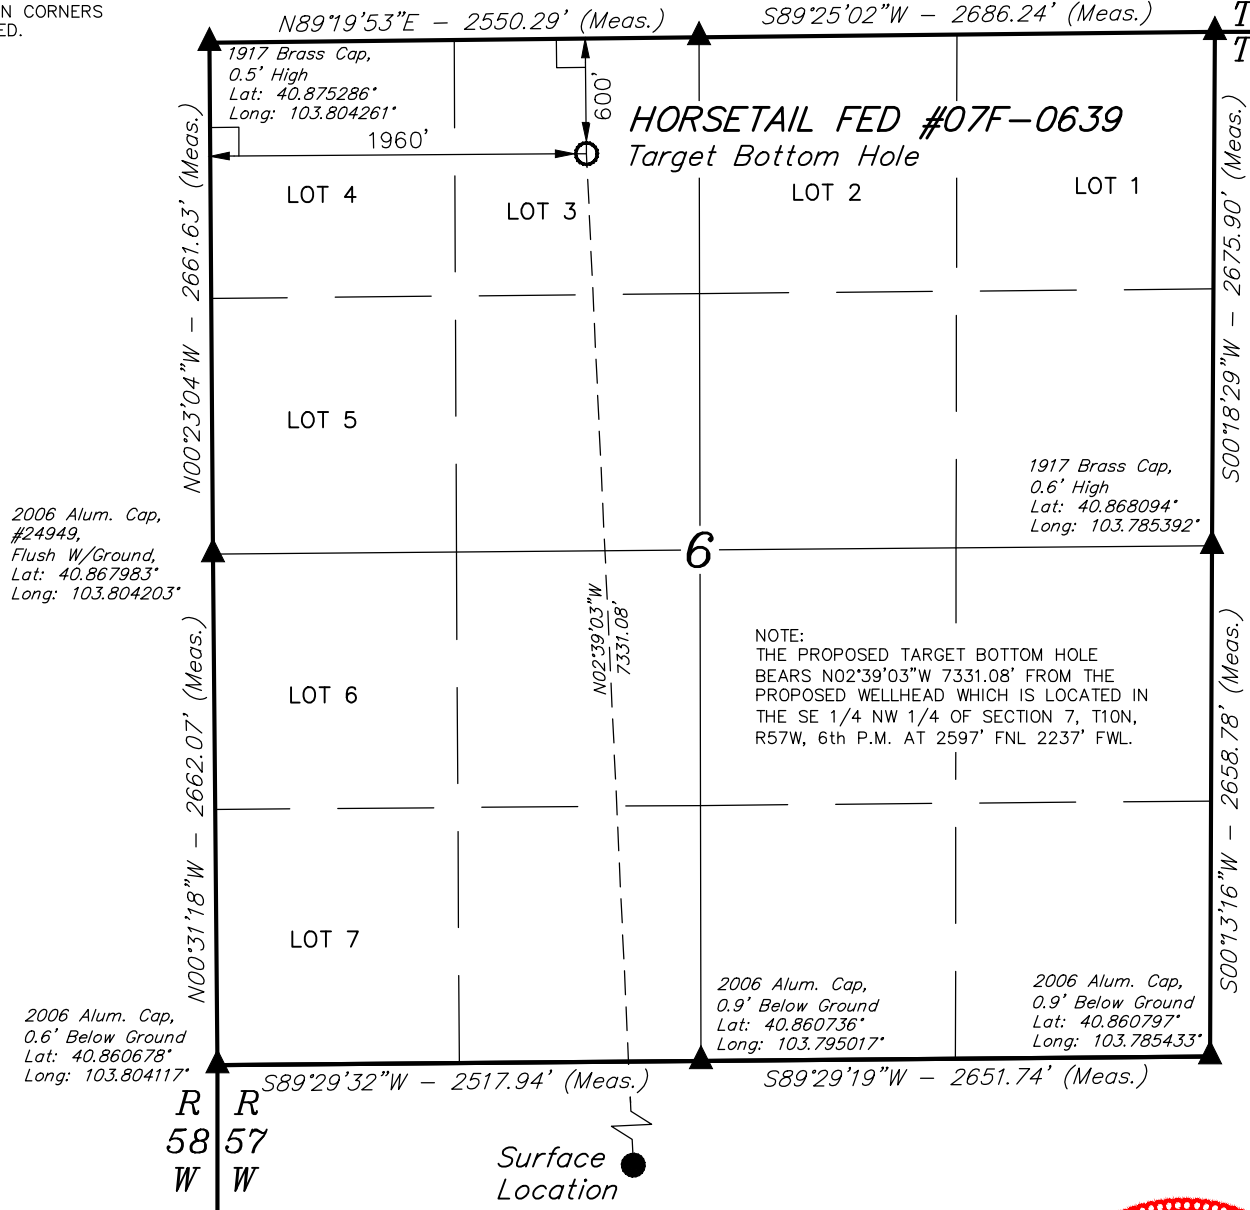 N CORNERS
ED.
N89°19'53"E - 2550.29' (Meas.)
S89°25'02"W - 2686.24' (Meas.)
T
T
1917 Brass Cap,
0.5' High
Lat: 40.875286°
Long: 103.804261°
600'
1960'
HORSETAIL FED #07F-0639
Target Bottom Hole
LOT 4
LOT 3
LOT 2
LOT 1
N00°23'04"W - 2661.63' (Meas.)
S00°18'29"W - 2675.90' (Meas.)
LOT 5
1917 Brass Cap,
0.6' High
Lat: 40.868094°
Long: 103.785392°
2006 Alum. Cap,
#24949,
Flush W/Ground,
Lat: 40.867983°
Long: 103.804203°
6
N02°39'03"W
7331.08'
NOTE:
THE PROPOSED TARGET BOTTOM HOLE
BEARS N02°39'03"W 7331.08' FROM THE
PROPOSED WELLHEAD WHICH IS LOCATED IN
THE SE 1/4 NW 1/4 OF SECTION 7, T10N,
R57W, 6th P.M. AT 2597' FNL 2237' FWL.
LOT 6
N00°31'18"W - 2662.07' (Meas.)
S00°13'16"W - 2658.78' (Meas.)
LOT 7
2006 Alum. Cap,
0.6' Below Ground
Lat: 40.860678°
Long: 103.804117°
2006 Alum. Cap,
0.9' Below Ground
Lat: 40.860736°
Long: 103.795017°
2006 Alum. Cap,
0.9' Below Ground
Lat: 40.860797°
Long: 103.785433°
S89°29'32"W - 2517.94' (Meas.)
S89°29'19"W - 2651.74' (Meas.)
R R
58 57
W W
Surface
Location